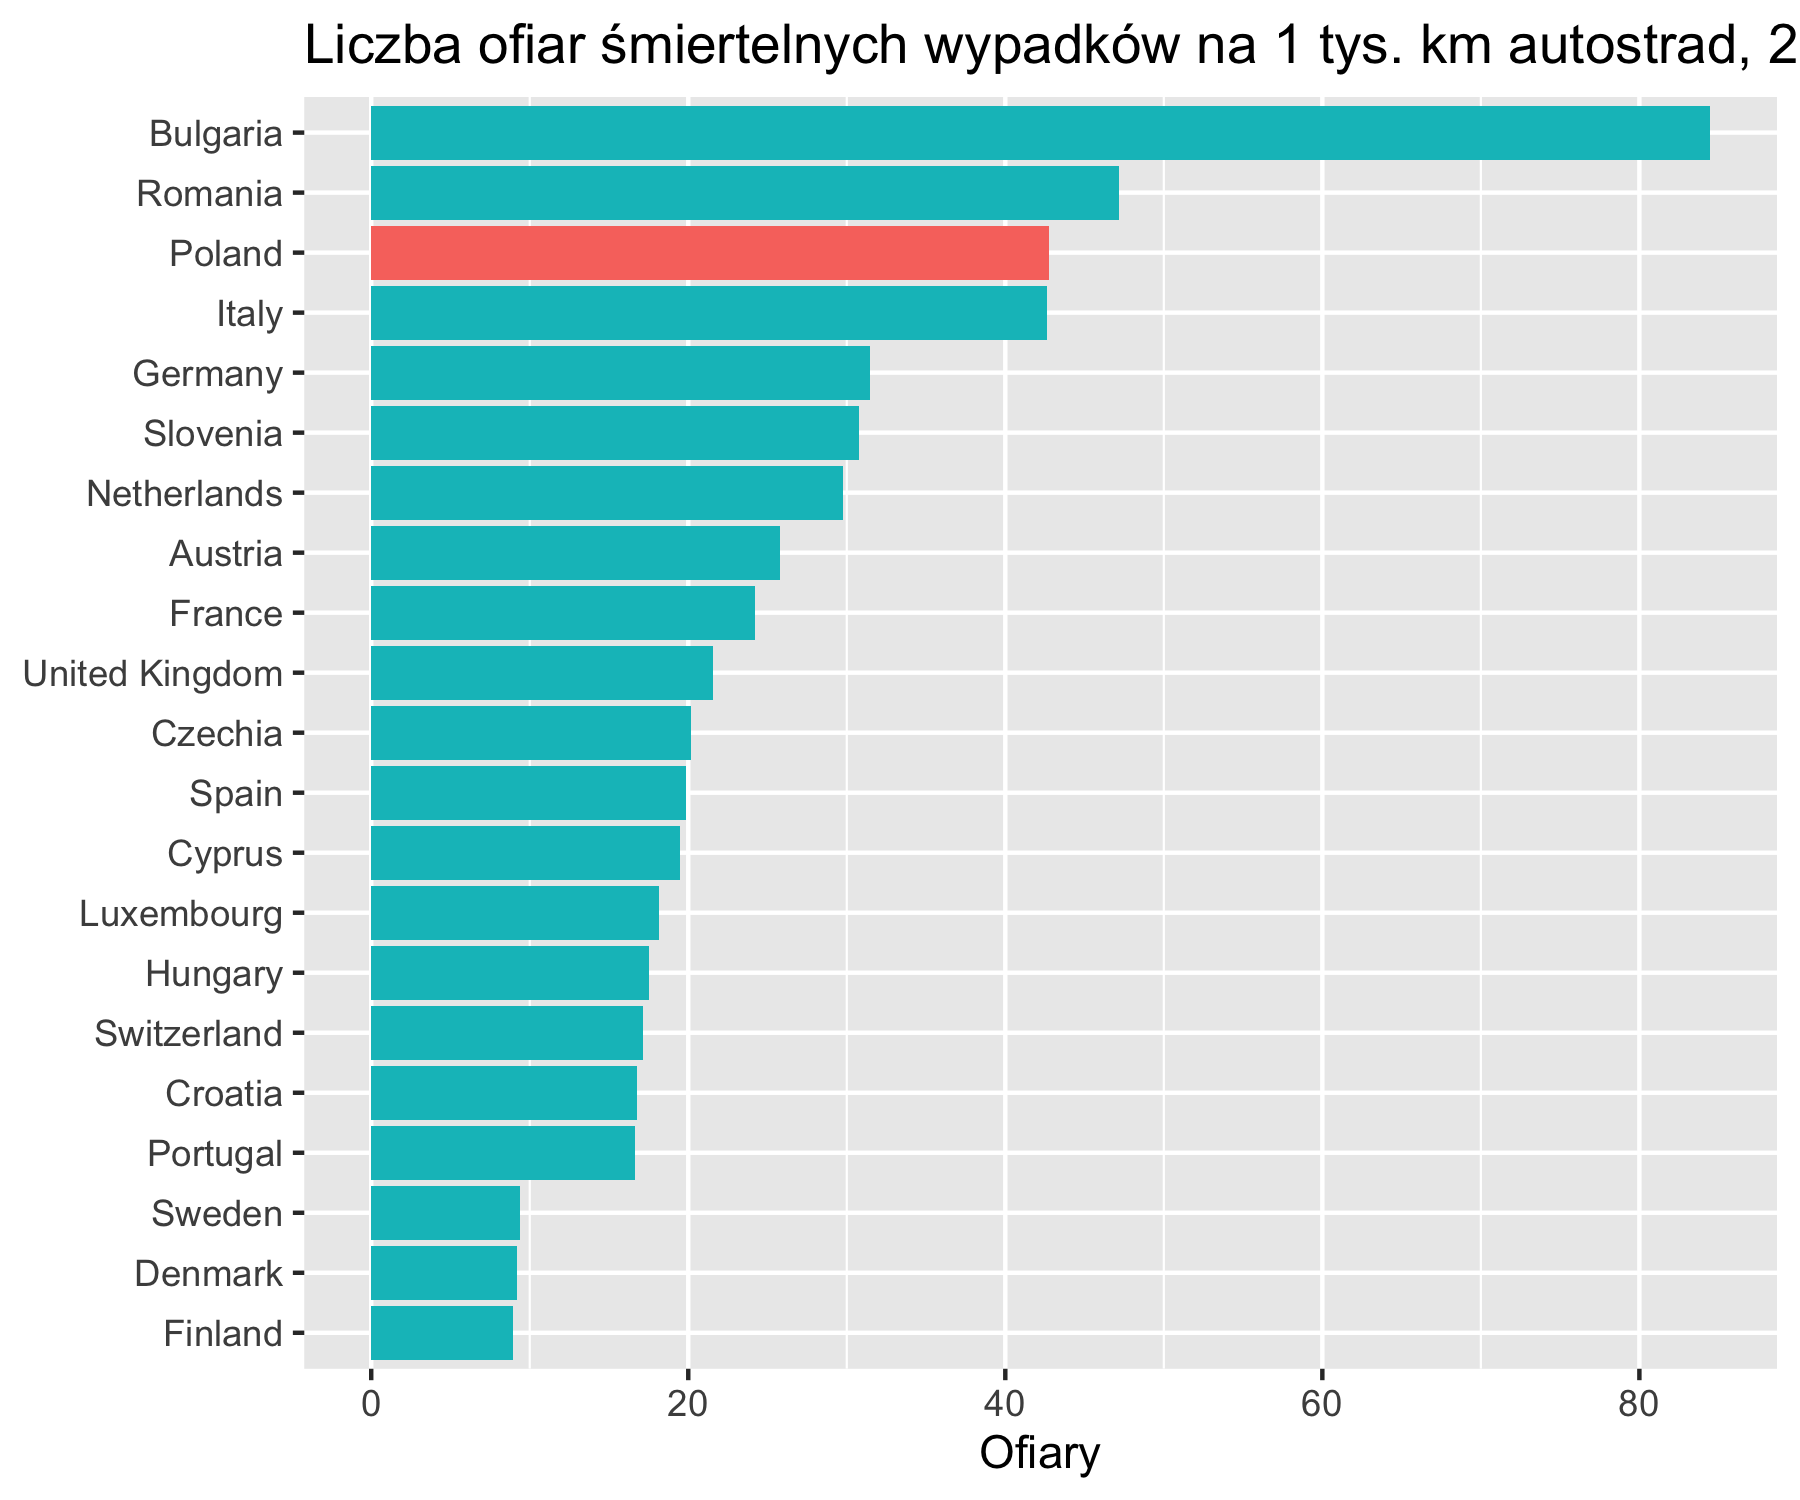 Liczba ofiar śmiertelnych wypadków na 1 tys. km autostrad, 2
Bulgaria
Romania
Poland
Italy
Germany
Slovenia
Netherlands
Austria
France
United Kingdom
Czechia
Spain
Cyprus
Luxembourg
Hungary
Switzerland
Croatia
Portugal
Sweden
Denmark
Finland
0 20 40 60 80
Ofiary